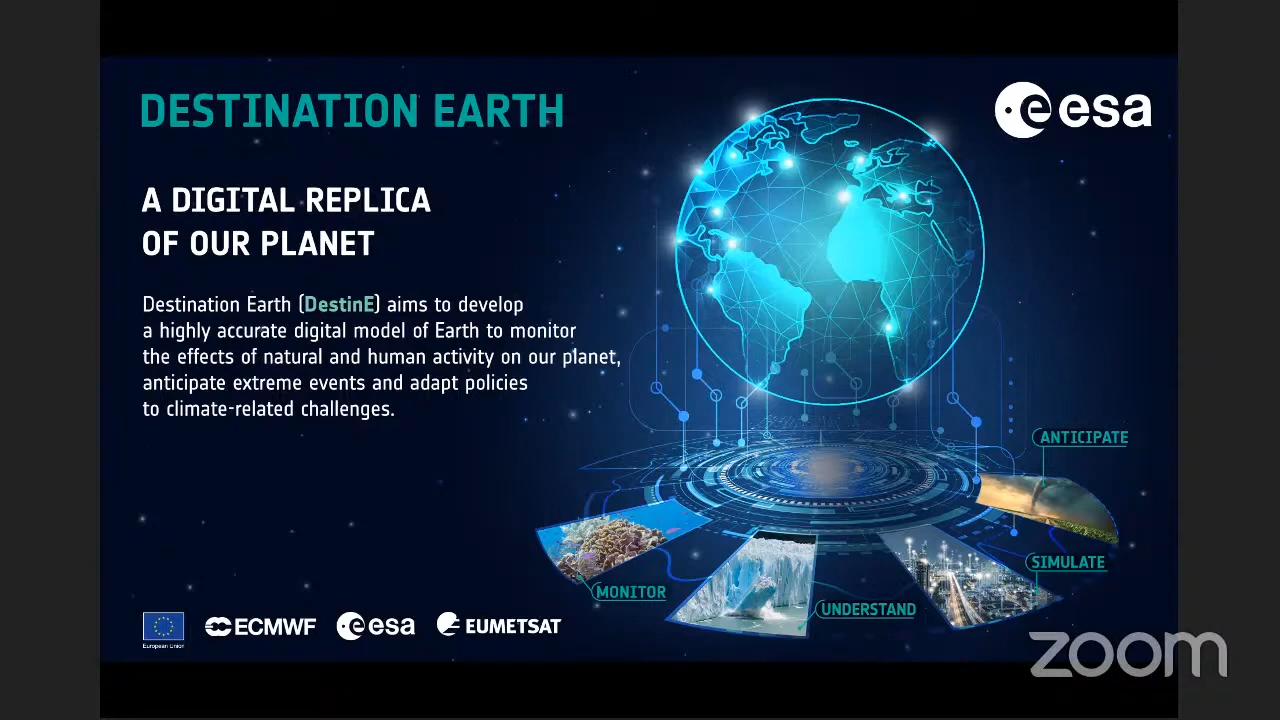 DESTINATION EARTH
esa
A DIGITAL REPLICA
OF OUR PLANET
Destination Earth (DestinE) aims to develop
a highly accurate digital model of Earth to monitor
the effects of natural and human activity on our planet,
anticipate extreme events and adapt policies
to climate-related challenges.
ANTICIPATE
SIMULATE
MONITOR
UNDERSTAND
European Union
ECMWF
esa
EUMETSAT
zoom